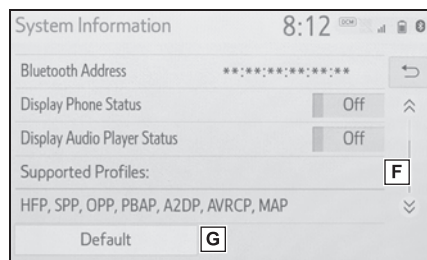 System Information 8:12 DCM
Bluetooth Address **:**:**:**:**:**
Display Phone Status Off
Display Audio Player Status Off
Supported Profiles:
F
HFP, SPP, OPP, PBAP, A2DP, AVRCP, MAP
Default
G